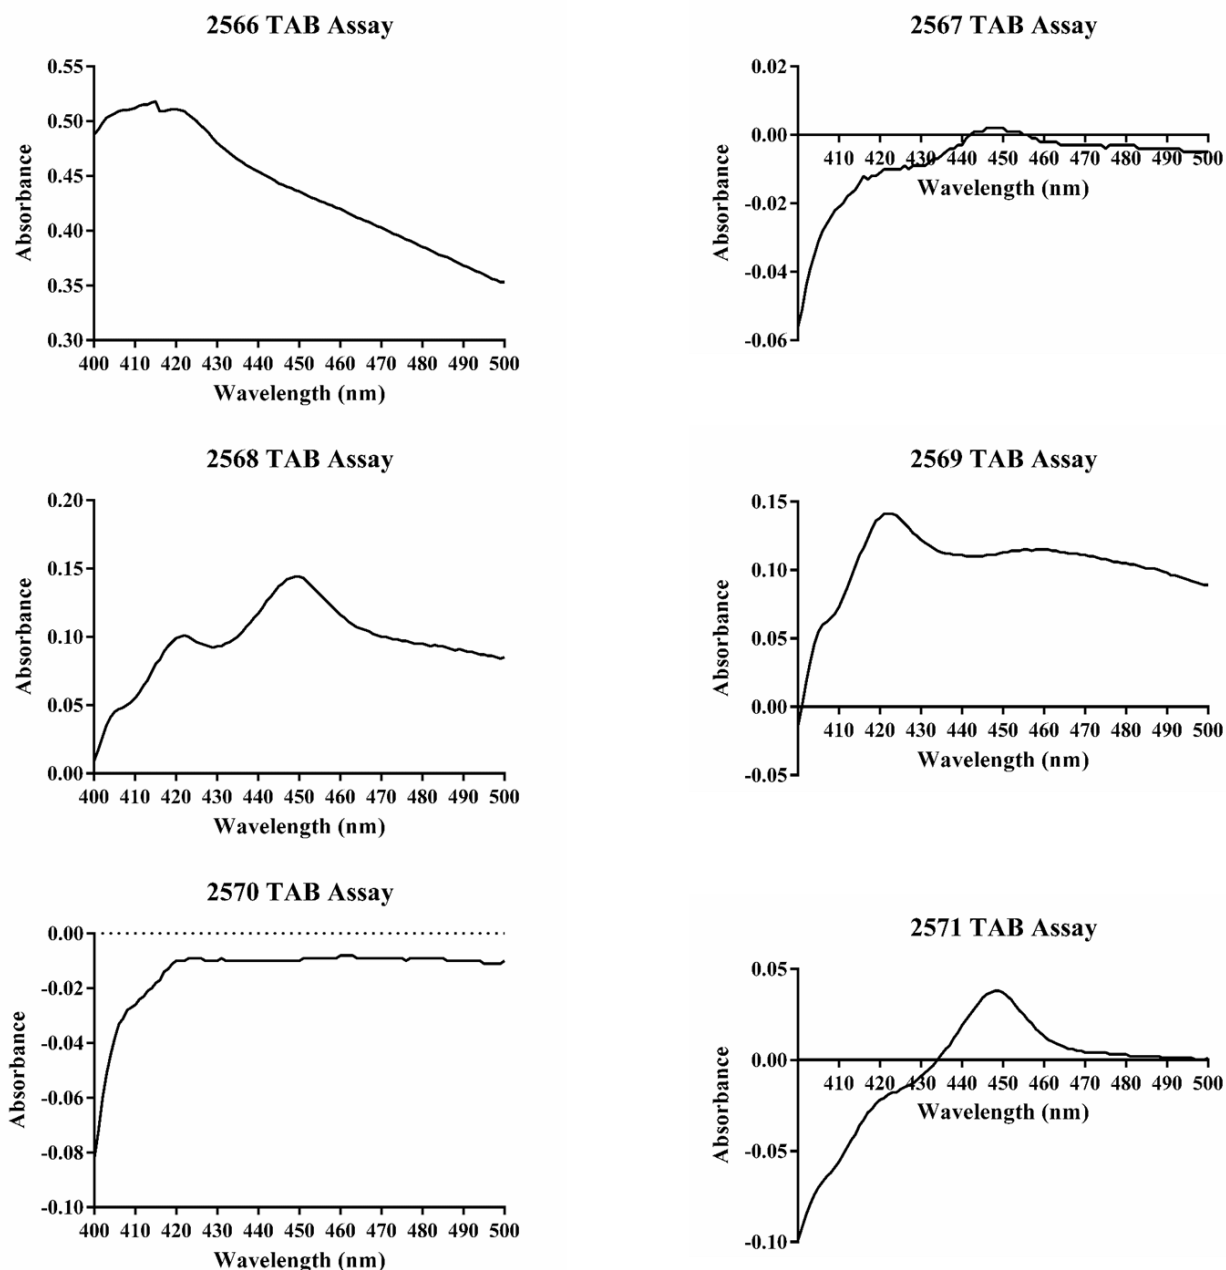 2566 TAB Assay
0.55
0.50
0.45
0.40
0.35
0.30
Absorbance
400 410 420 430 440 450 460 470 480 490 500
Wavelength (nm)
2567 TAB Assay
0.02
0.00
-0.02
-0.04
-0.06
Absorbance
410 420 430 440 450 460 470 480 490 500
Wavelength (nm)
2568 TAB Assay
0.20
0.15
0.10
0.05
0.00
Absorbance
400 410 420 430 440 450 460 470 480 490 500
Wavelength (nm)
2569 TAB Assay
0.15
0.10
0.05
0.00
-0.05
Absorbance
410 420 430 440 450 460 470 480 490 500
Wavelength (nm)
2570 TAB Assay
0.00
-0.02
-0.04
-0.06
-0.08
-0.10
Absorbance
400 410 420 430 440 450 460 470 480 490 500
Wavelength (nm)
2571 TAB Assay
0.05
0.00
-0.05
-0.10
Absorbance
410 420 430 440 450 460 470 480 490 500
Wavelength (nm)